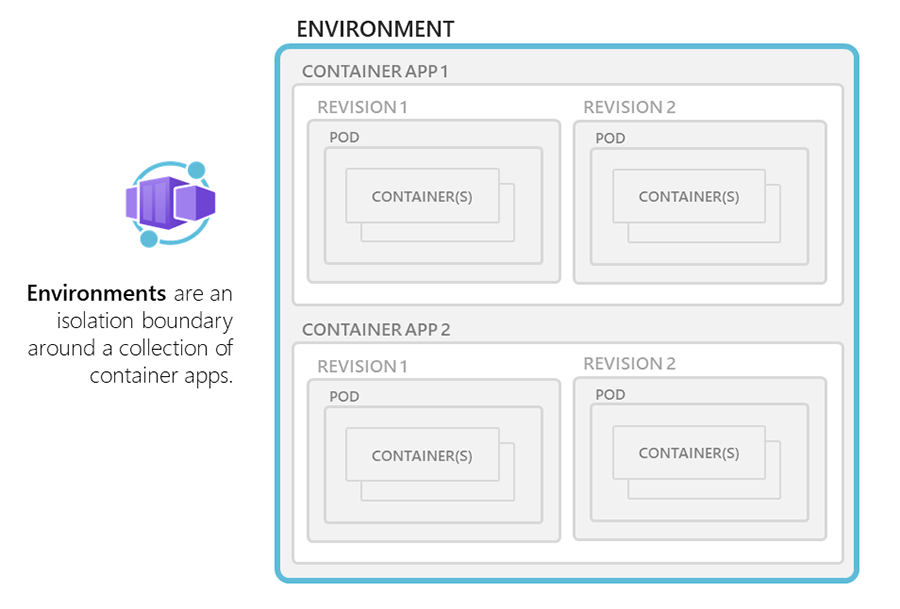 ENVIRONMENT
CONTAINER APP 1
REVISION 1
REVISION 2
POD
POD
CONTAINER(S)
CONTAINER(S)
Environments are an
isolation boundary
around a collection of
container apps.
CONTAINER APP 2
REVISION 1
REVISION 2
POD
POD
CONTAINER(S)
CONTAINER(S)